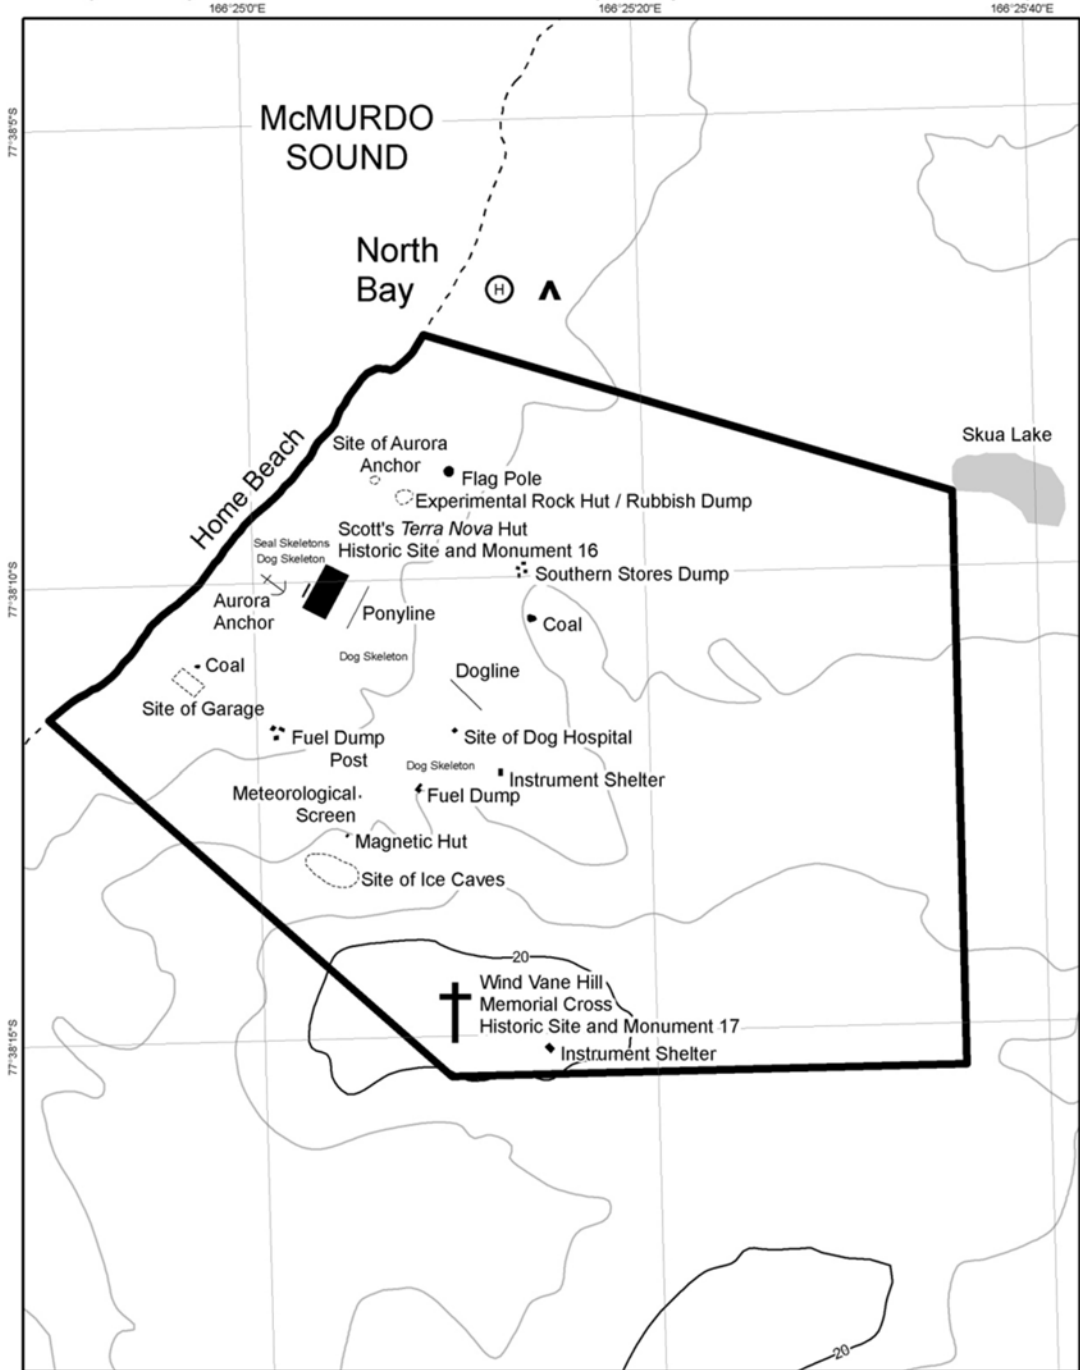 166°25'0"E
166°25'20"E
166°25'40"E
77°38'5"S
McMURDO
SOUND
North
Bay
H
Skua Lake
Home Beach
Site of Aurora
Anchor
Flag Pole
Experimental Rock Hut / Rubbish Dump
Scott's Terra Nova Hut
Historic Site and Monument 16
Seal Skeletons
Dog Skeleton
77°38'10"S
Southern Stores Dump
Aurora
Anchor
Ponyline
Coal
Dog Skeleton
Coal
Dogline
Site of Garage
Fuel Dump
Post
Site of Dog Hospital
Dog Skeleton
Instrument Shelter
Meteorological
Screen
Fuel Dump
Magnetic Hut
Site of Ice Caves
20
Wind Vane Hill
Memorial Cross
Historic Site and Monument 17
77°38'15"S
Instrument Shelter
20